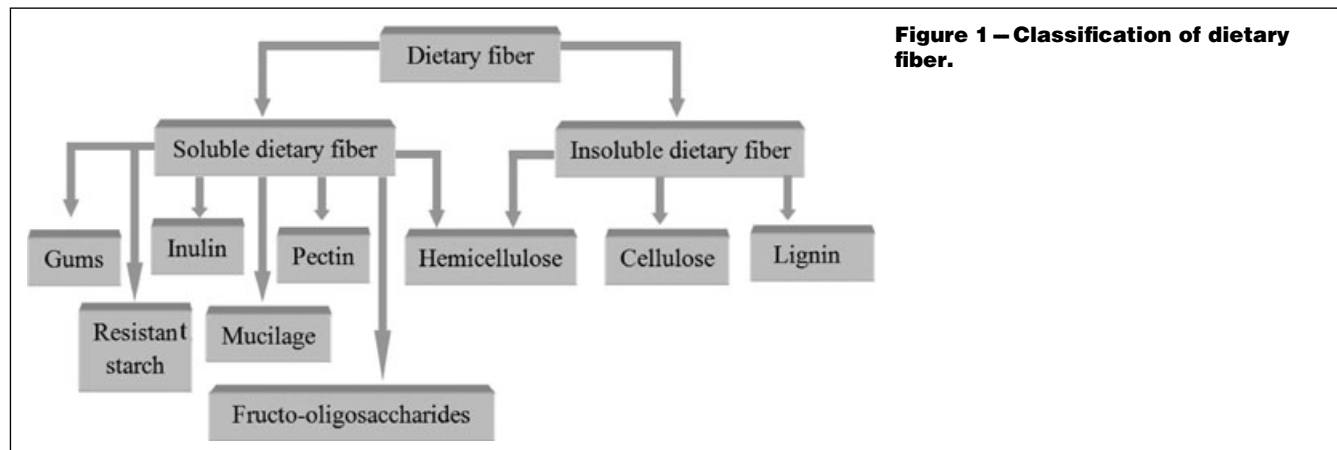 Figure 1—Classification of dietary
fiber.
Dietary fiber
Soluble dietary fiber
Insoluble dietary fiber
Gums
Inulin
Pectin
Hemicellulose
Cellulose
Lignin
Resistant
starch
Mucilage
Fructo-oligosaccharides